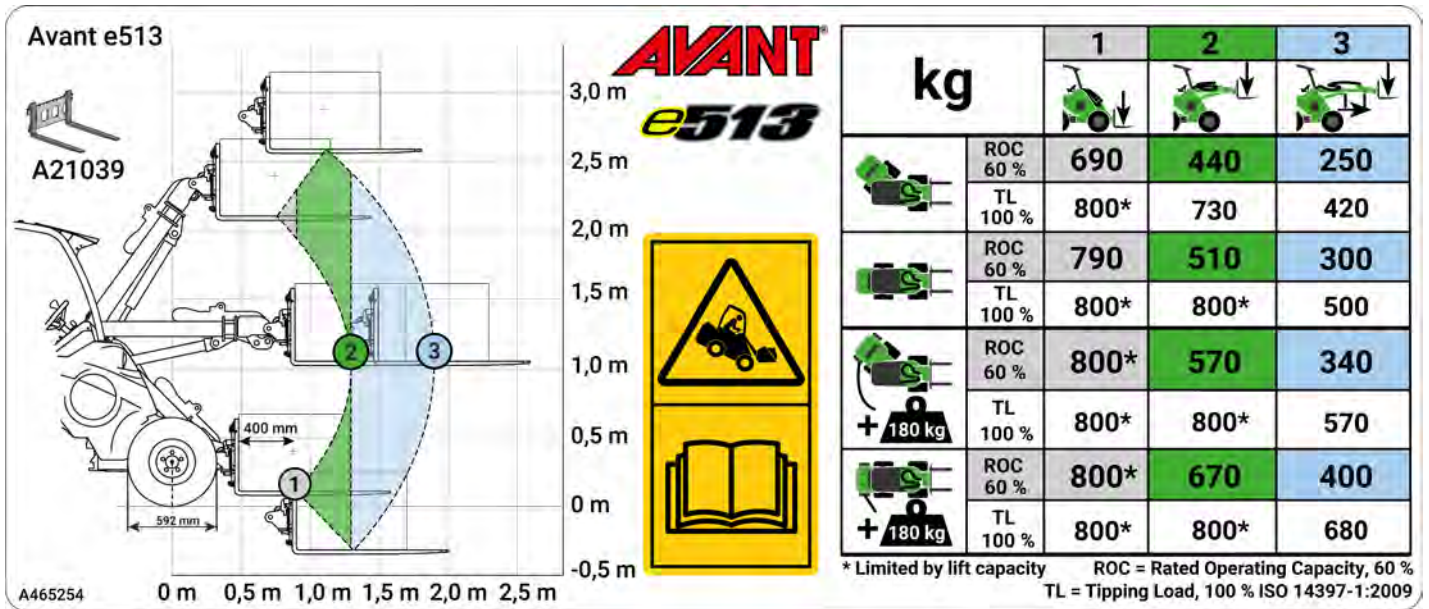 Avant e513
A21039
400 mm
592 mm
1
2
3
3,0 m
2,5 m
2,0 m
1,5 m
1,0 m
0,5 m
0 m
-0,5 m
A465254
0 m 0,5 m 1,0 m 1,5 m 2,0 m 2,5 m
AVANT
e513
kg 1 2 3
ROC 60 % 690 440 250
TL 100 % 800* 730 420
ROC 60 % 790 510 300
TL 100 % 800* 800* 500
ROC 60 % 800* 570 340
+ 180 kg TL 100 % 800* 800* 570
ROC 60 % 800* 670 400
+ 180 kg TL 100 % 800* 800* 680
* Limited by lift capacity ROC = Rated Operating Capacity, 60 %
TL = Tipping Load, 100 % ISO 14397-1:2009